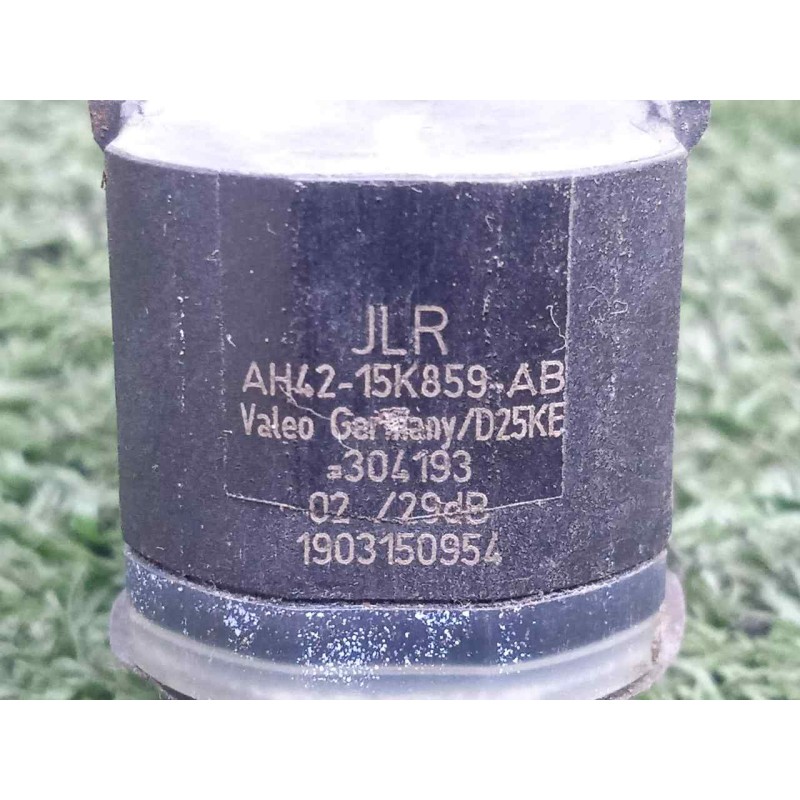 JLR
AH42-15K859-AB
Valeo Germany/D25KE
=304193
02 /29dB
1903150954